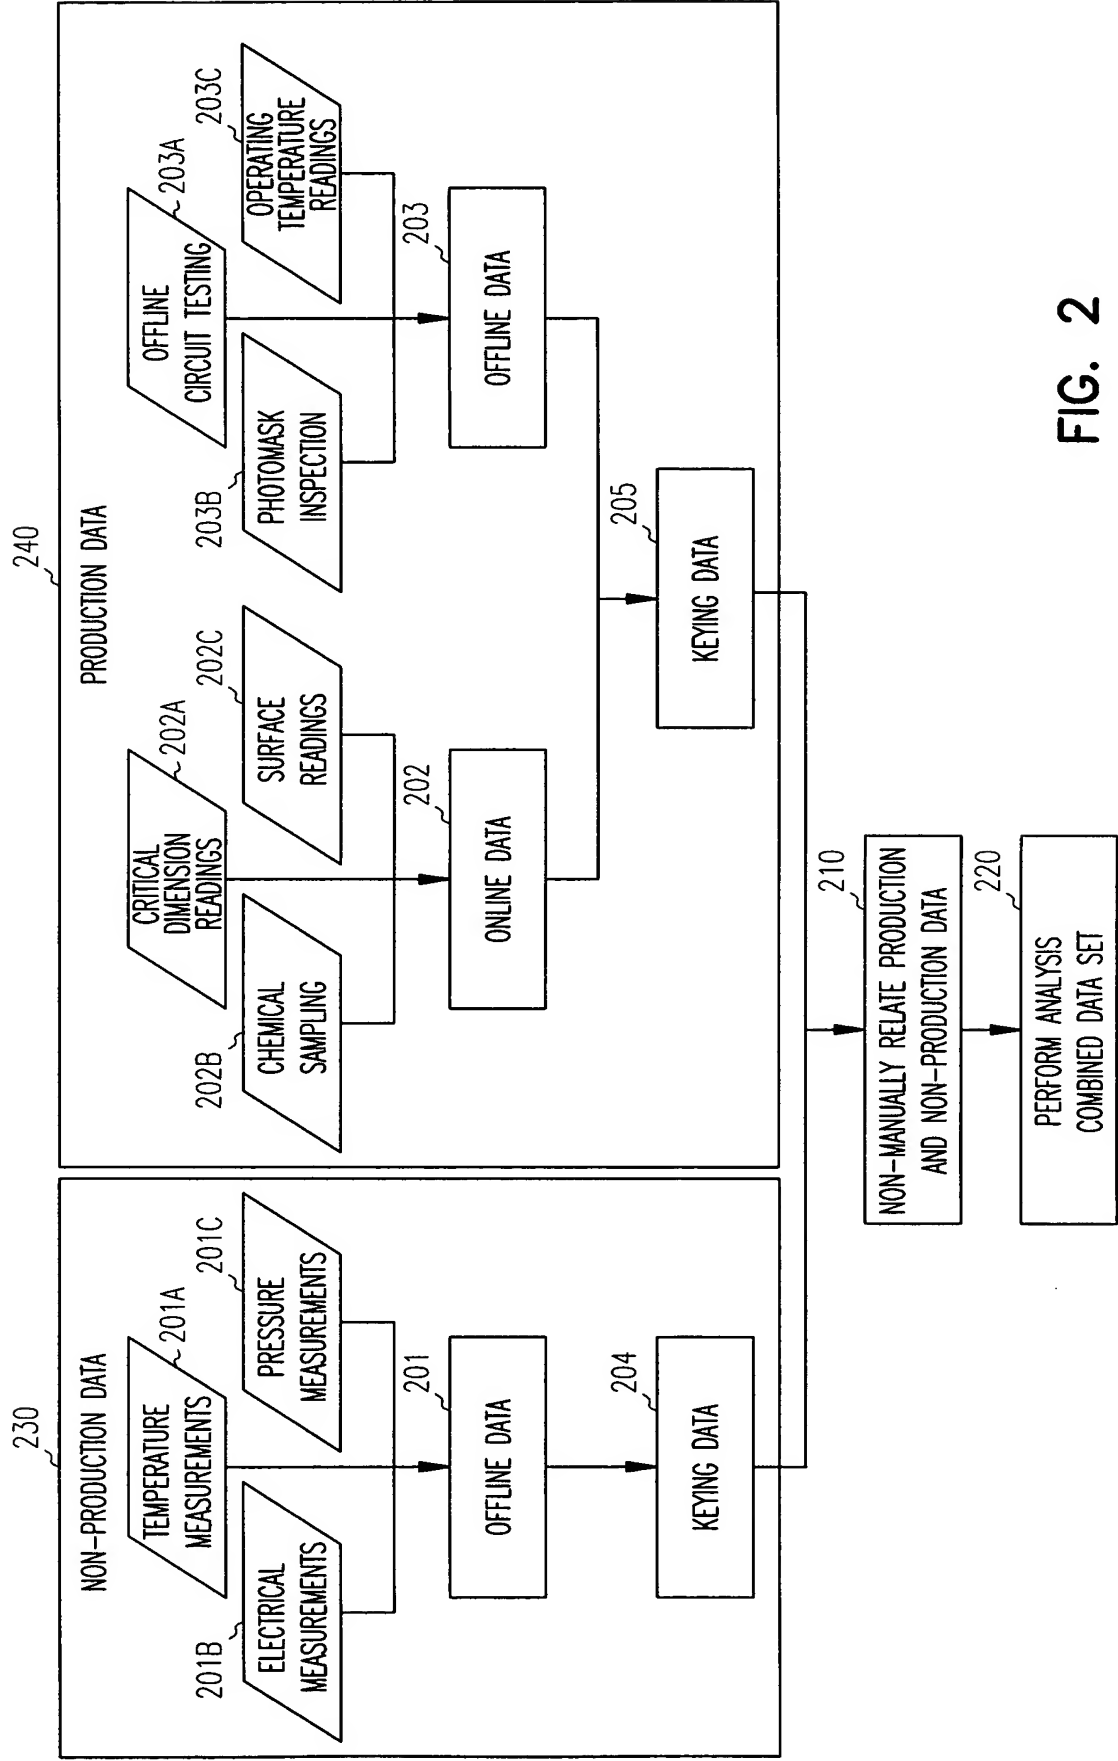 230
NON-PRODUCTION DATA
TEMPERATURE
MEASUREMENTS
201A
201B
ELECTRICAL
MEASUREMENTS
201C
PRESSURE
MEASUREMENTS
201
OFFLINE DATA
204
KEYING DATA
240
PRODUCTION DATA
CRITICAL
DIMENSION
READINGS
202A
202B
CHEMICAL
SAMPLING
202C
SURFACE
READINGS
202
ONLINE DATA
OFFLINE
CIRCUIT TESTING
203A
203B
PHOTOMASK
INSPECTION
203C
OPERATING
TEMPERATURE
READINGS
203
OFFLINE DATA
205
KEYING DATA
210
NON-MANUALLY RELATE PRODUCTION
AND NON-PRODUCTION DATA
220
PERFORM ANALYSIS
COMBINED DATA SET
FIG. 2